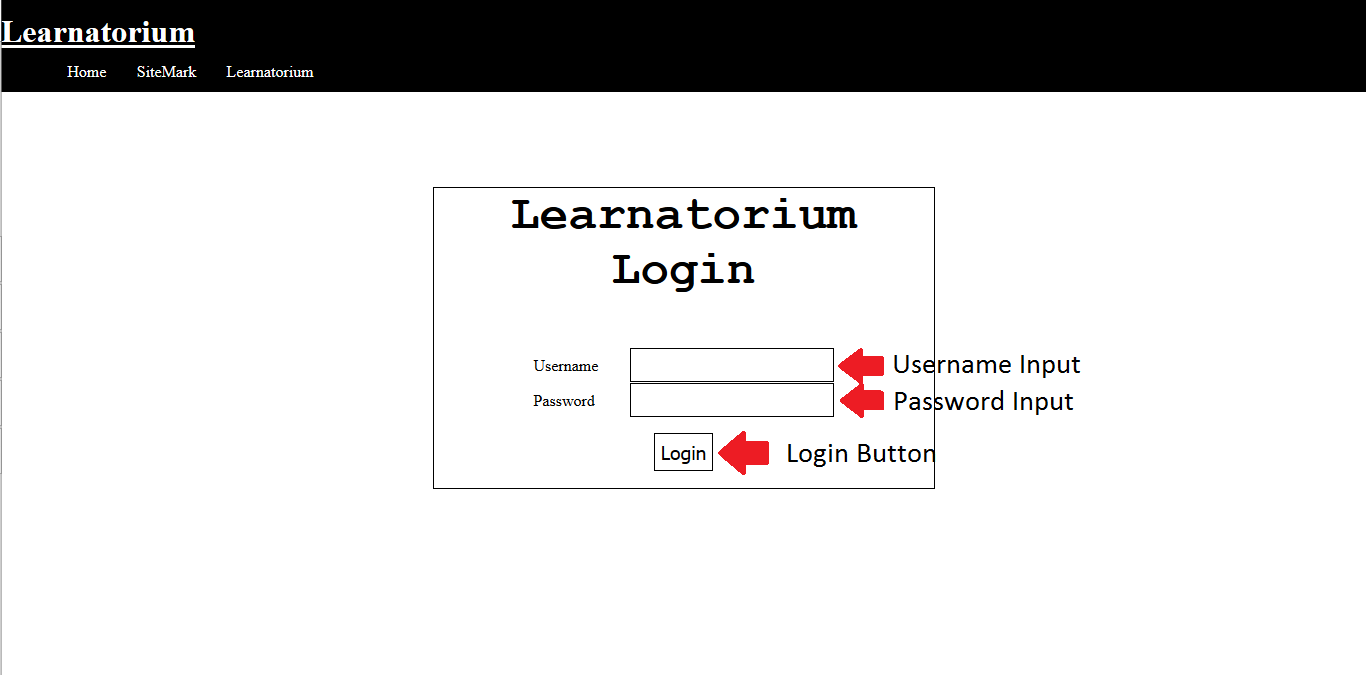 Learnatorium
Home SiteMark Learnatorium
Learnatorium
Login
Username Username Input
Password Password Input
Login Login Button